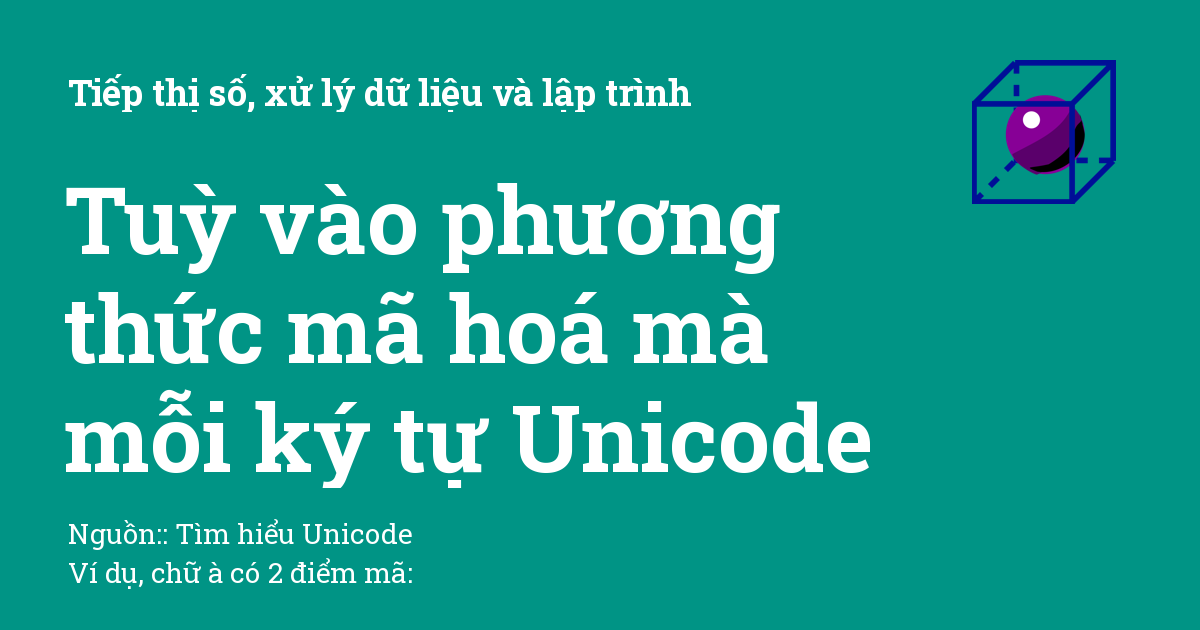 Tiếp thị số, xử lý dữ liệu và lập trình
Tuỳ vào phương
thức mã hoá mà
mỗi ký tự Unicode
Nguồn:: Tìm hiểu Unicode
Ví dụ, chữ à có 2 điểm mã: